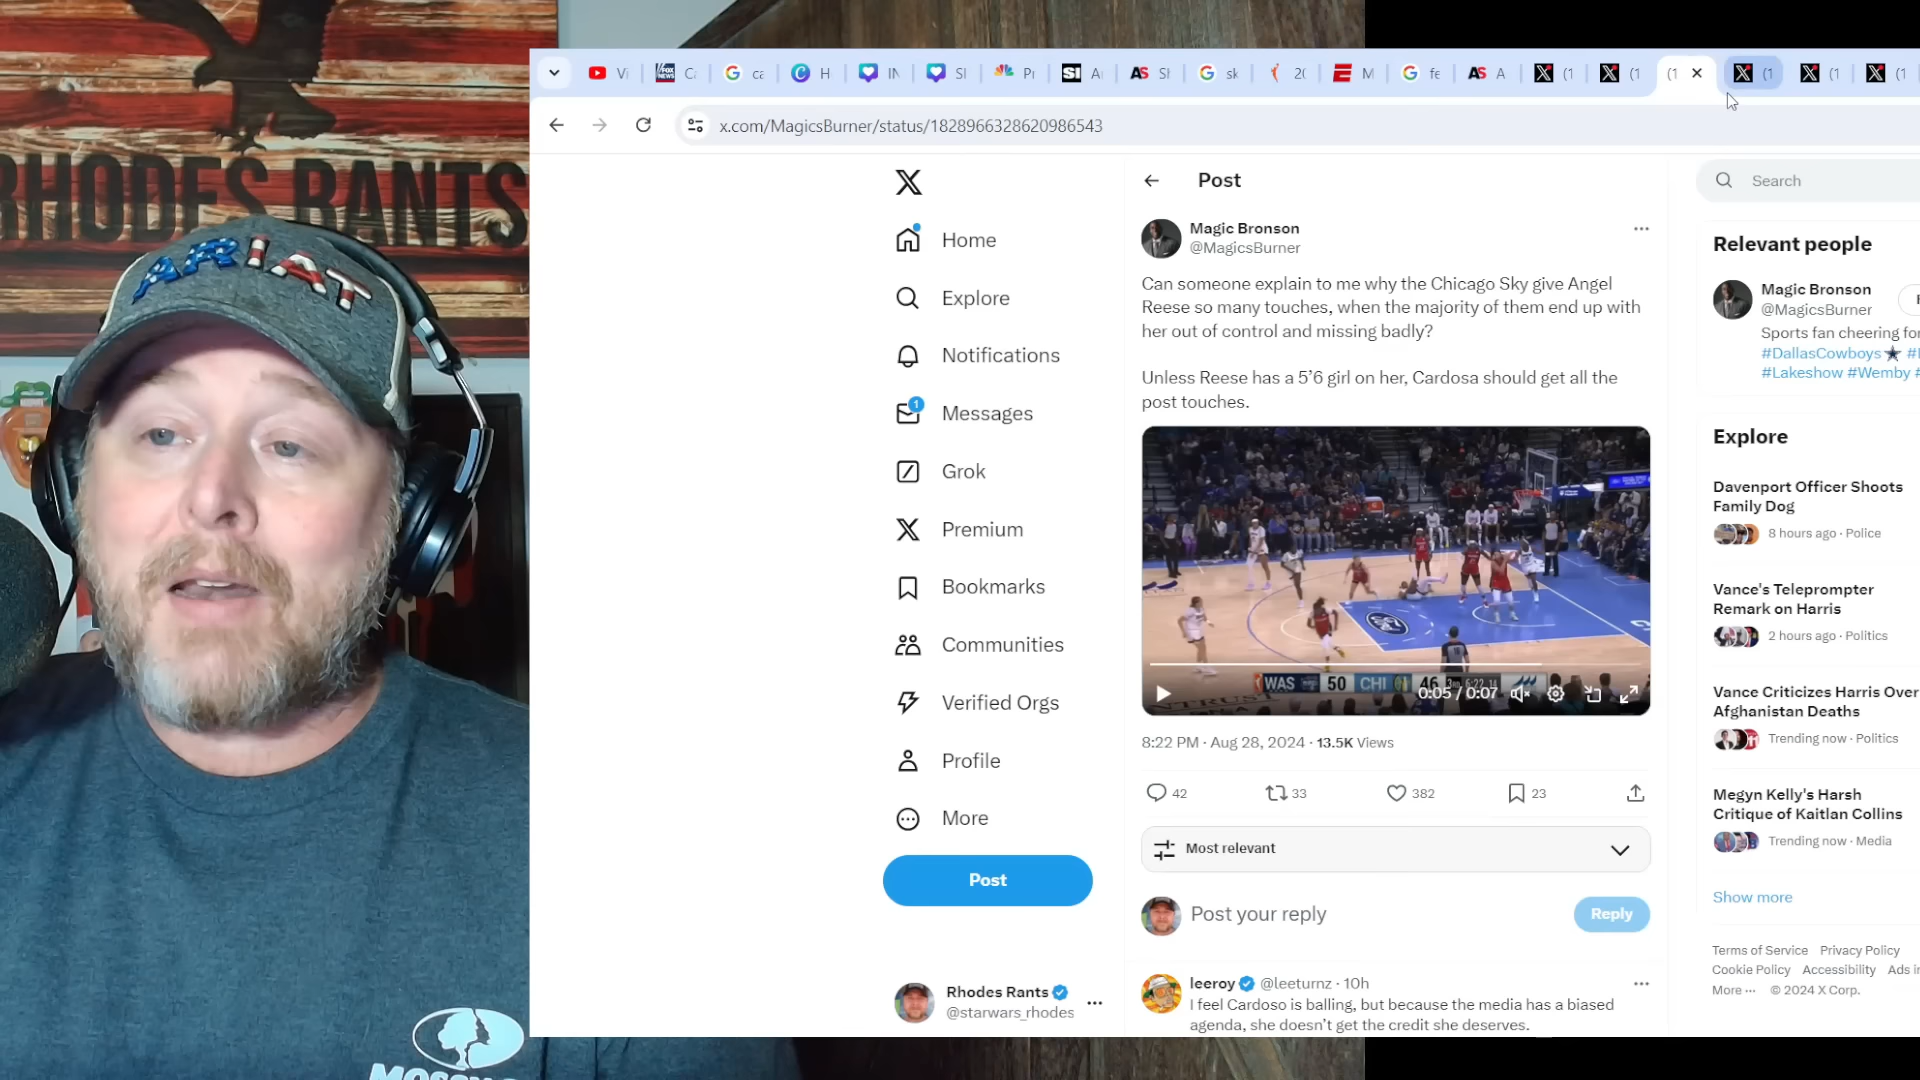 RHODES RANTS
ARIAT
MOSSY
x.com/MagicsBurner/status/1828966328620986543
Home
Explore
Notifications
1
Messages
Grok
Premium
Bookmarks
Communities
Verified Orgs
Profile
More
Post
Rhodes Rants
@starwars_rhodes
Post
Magic Bronson
@MagicsBurner
Can someone explain to me why the Chicago Sky give Angel
Reese so many touches, when the majority of them end up with
her out of control and missing badly?
Unless Reese has a 5’6 girl on her, Cardosa should get all the
post touches.
Ford
WAS 50 CHI 46
0:05 / 0:07
8:22 PM · Aug 28, 2024 · 13.5K Views
42 33 382 23
Most relevant
Post your reply
Reply
leeroy @leeturnz · 10h
I feel Cardoso is balling, but because the media has a biased
agenda, she doesn’t get the credit she deserves.
Search
Relevant people
Magic Bronson
@MagicsBurner
Sports fan cheering for
#DallasCowboys
#Lakeshow #Wemby
Explore
Davenport Officer Shoots
Family Dog
8 hours ago · Police
Vance's Teleprompter
Remark on Harris
2 hours ago · Politics
Vance Criticizes Harris Over
Afghanistan Deaths
Trending now · Politics
Megyn Kelly's Harsh
Critique of Kaitlan Collins
Trending now · Media
Show more
Terms of Service Privacy Policy
Cookie Policy Accessibility Ads
More ··· © 2024 X Corp.